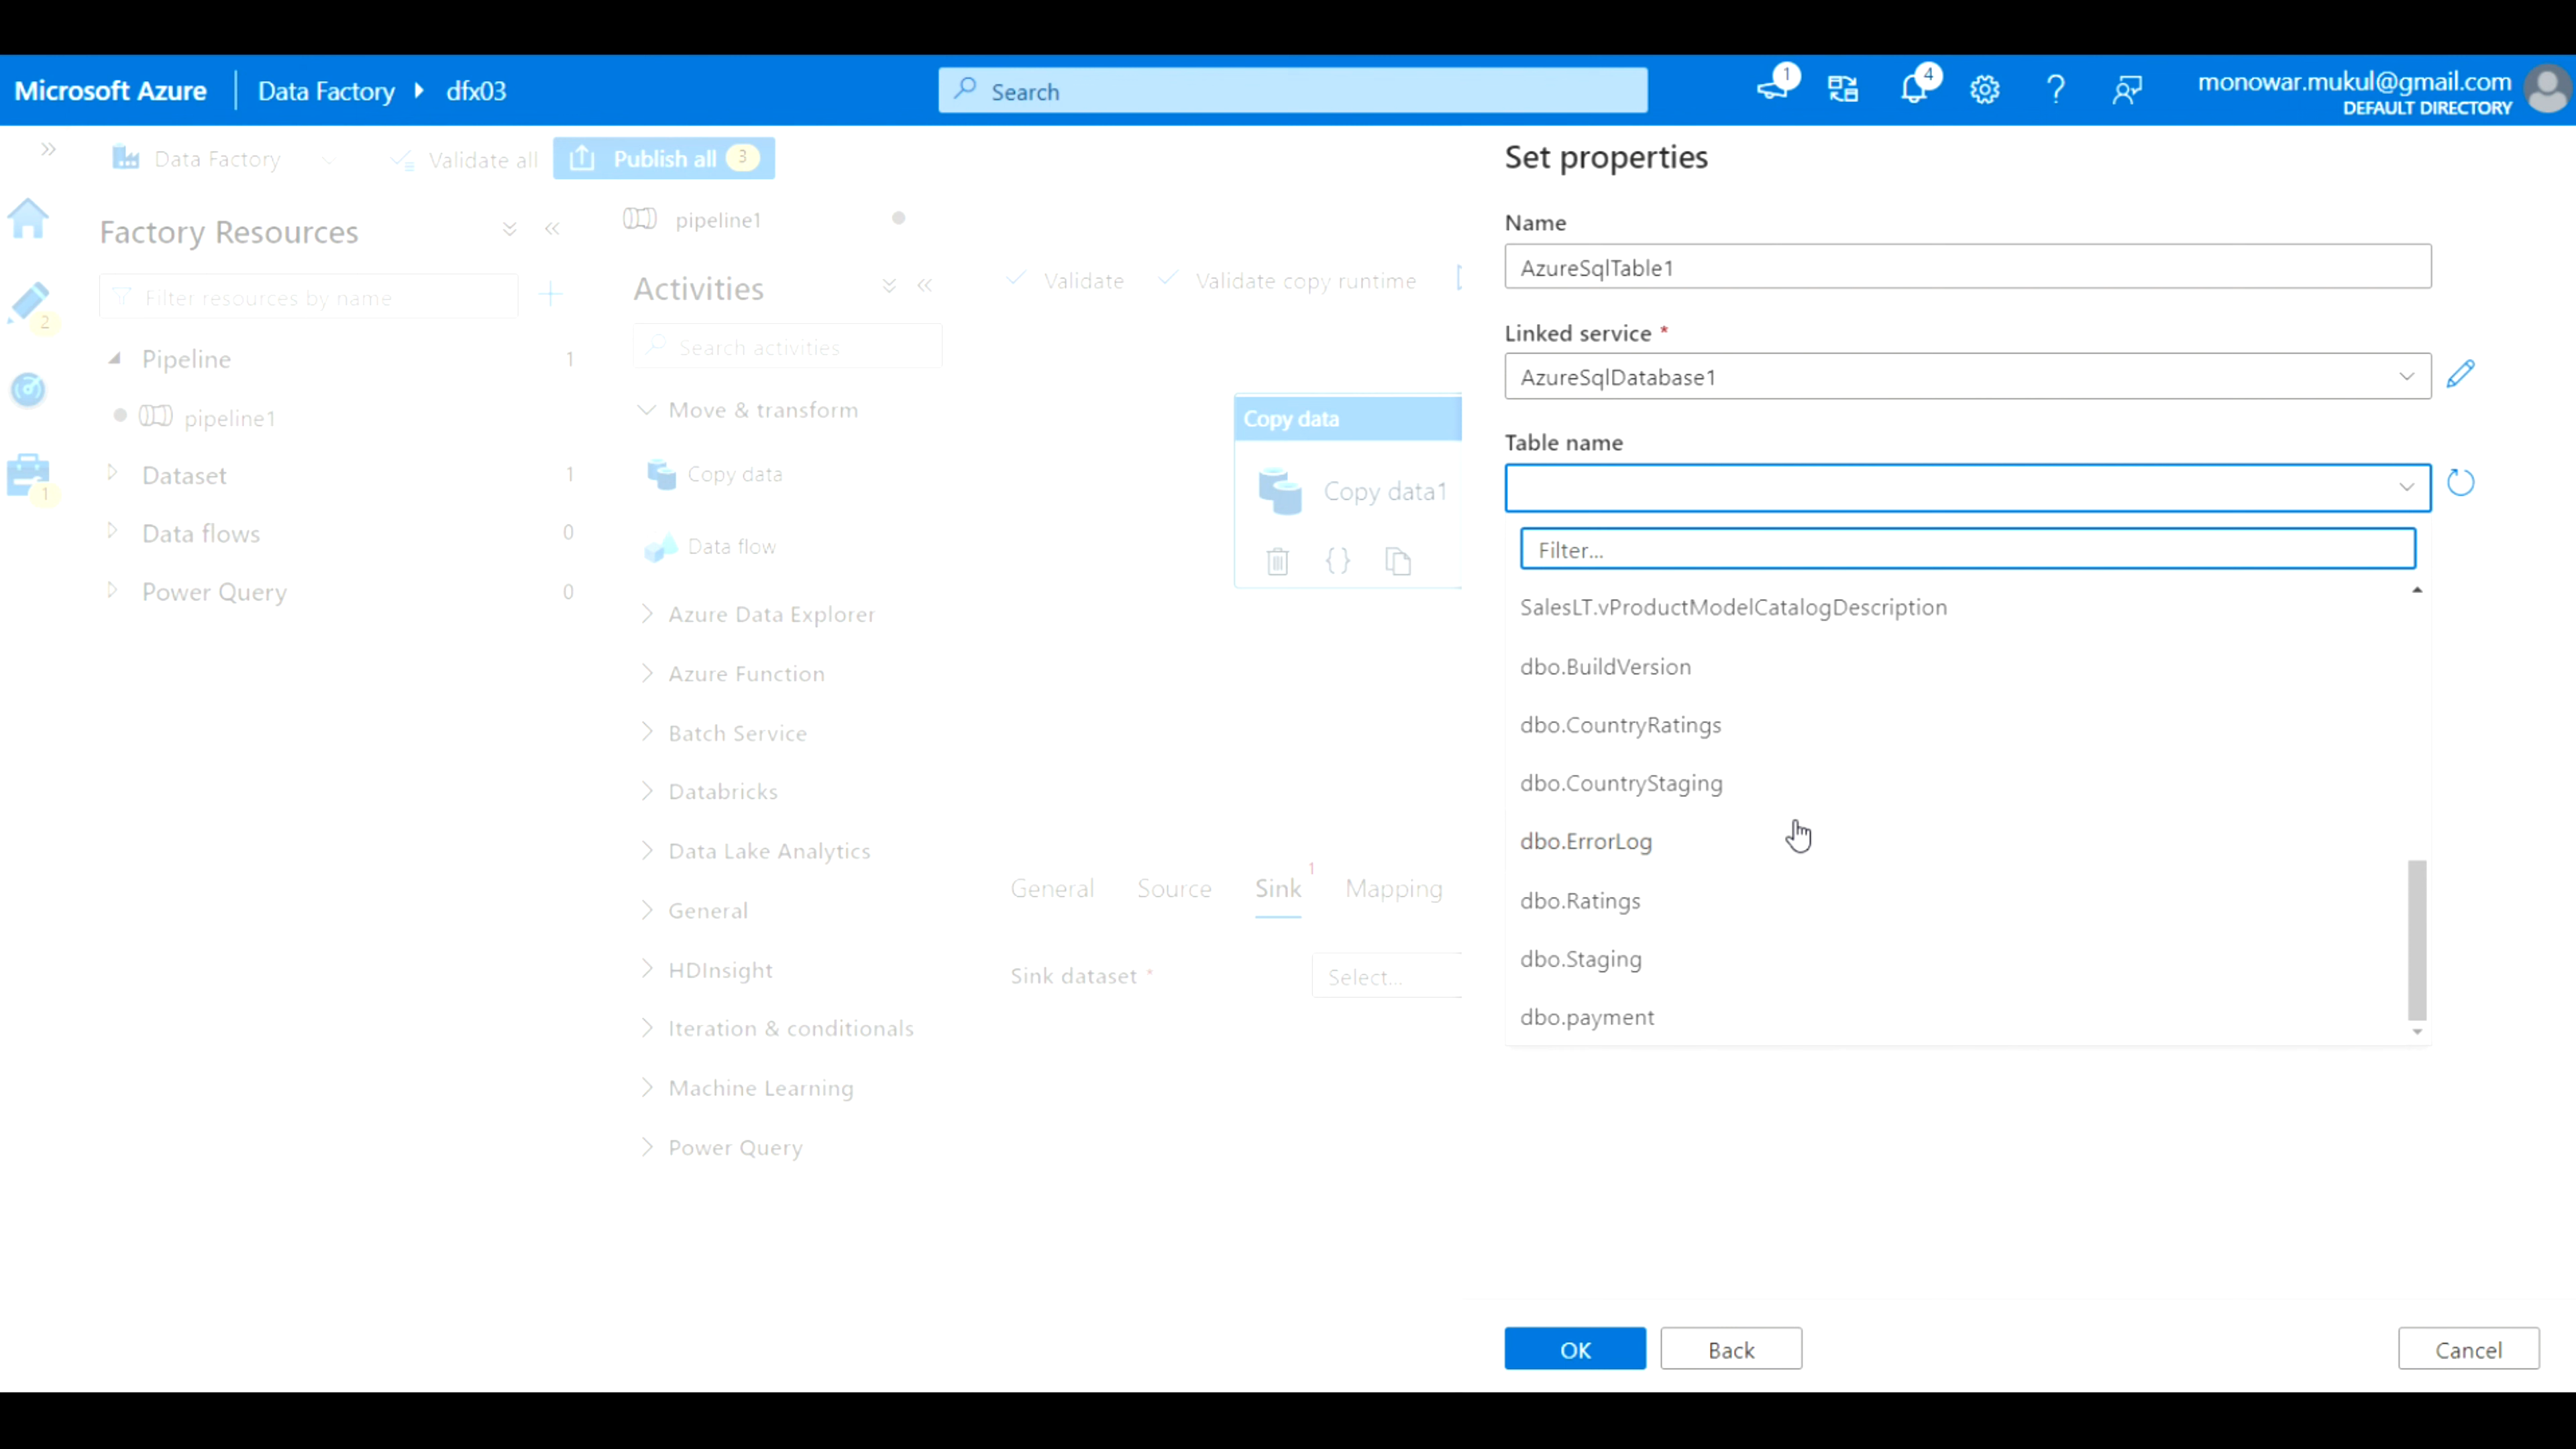 Microsoft Azure
Data Factory
dfx03
Search
1
4
monowar.mukul@gmail.com
DEFAULT DIRECTORY
Data Factory
Validate all
Publish all
3
Factory Resources
Filter resources by name
2
Pipeline
1
pipeline1
Dataset
1
1
Data flows
0
Power Query
0
pipeline1
Activities
Search activities
Move & transform
Copy data
Data flow
Azure Data Explorer
Azure Function
Batch Service
Databricks
Data Lake Analytics
General
HDInsight
Iteration & conditionals
Machine Learning
Power Query
Validate
Validate copy runtime
Copy data
Copy data1
{}
General
Source
Sink
1
Mapping
Sink dataset *
Select...
Set properties
Name
AzureSqlTable1
Linked service *
AzureSqlDatabase1
Table name
Filter...
SalesLT.vProductModelCatalogDescription
dbo.BuildVersion
dbo.CountryRatings
dbo.CountryStaging
dbo.ErrorLog
dbo.Ratings
dbo.Staging
dbo.payment
OK
Back
Cancel